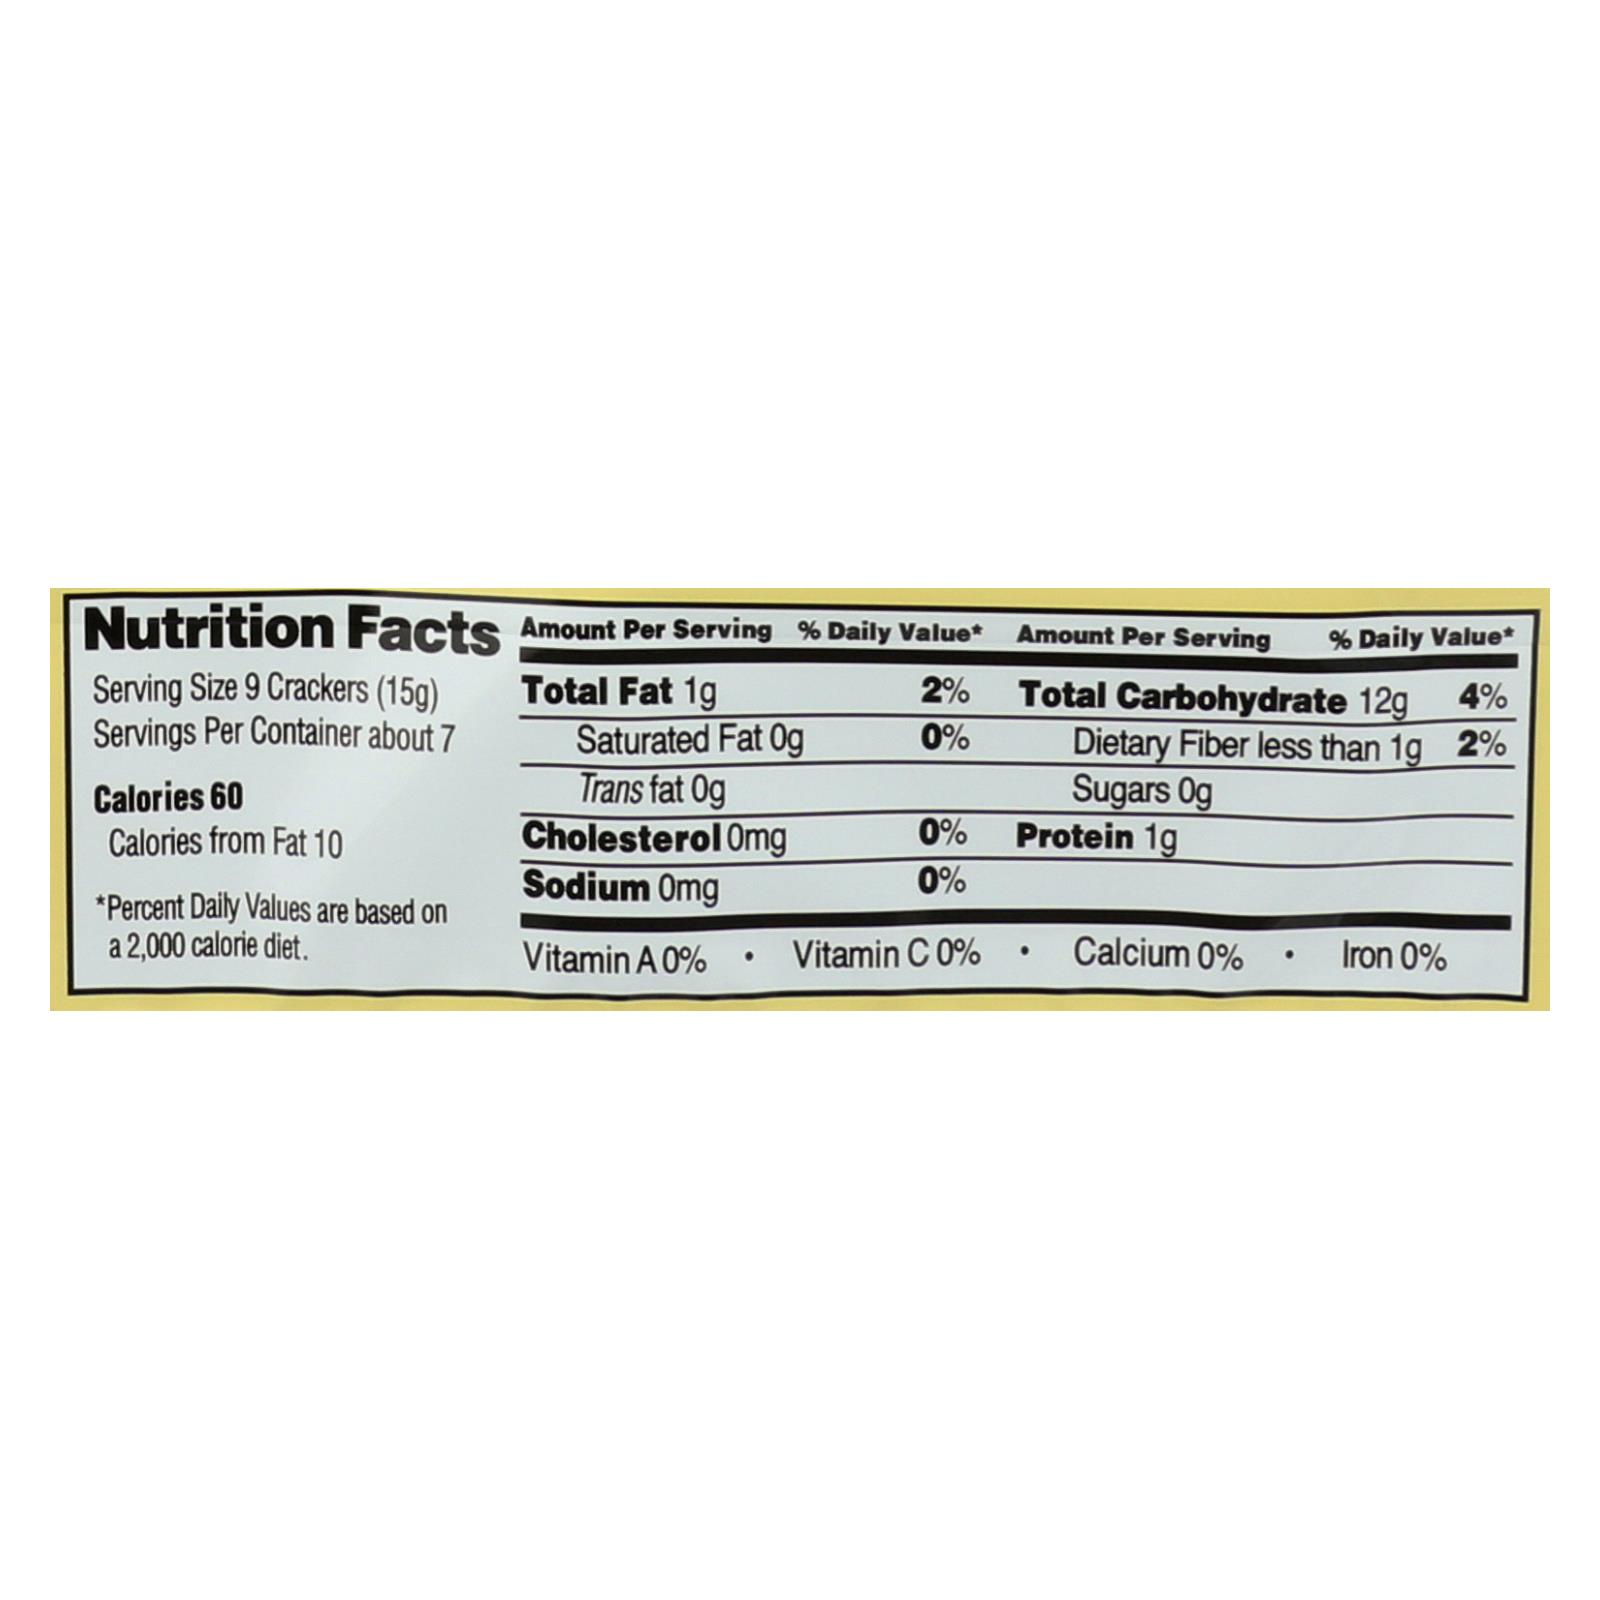 Nutrition Facts
Serving Size 9 Crackers (15g)
Servings Per Container about 7
Calories 60
Calories from Fat 10
*Percent Daily Values are based on
a 2,000 calorie diet.
Amount Per Serving % Daily Value* Amount Per Serving % Daily Value*
Total Fat 1g 2% Total Carbohydrate 12g 4%
Saturated Fat 0g 0% Dietary Fiber less than 1g 2%
Trans fat 0g Sugars 0g
Cholesterol 0mg 0% Protein 1g
Sodium 0mg 0%
Vitamin A 0% • Vitamin C 0% • Calcium 0% • Iron 0%